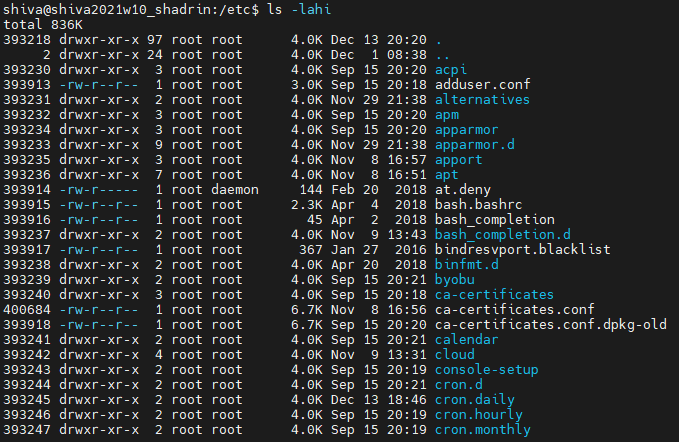 shiva@shiva2021w10_shadrin:/etc$ ls -lahi
total 836K
393218 drwxr-xr-x 97 root root      4.0K Dec 13 20:20 .
     2 drwxr-xr-x 24 root root      4.0K Dec  1 08:38 ..
393230 drwxr-xr-x  3 root root      4.0K Sep 15 20:20 acpi
393913 -rw-r--r--  1 root root      3.0K Sep 15 20:18 adduser.conf
393231 drwxr-xr-x  2 root root      4.0K Nov 29 21:38 alternatives
393232 drwxr-xr-x  3 root root      4.0K Sep 15 20:20 apm
393234 drwxr-xr-x  3 root root      4.0K Sep 15 20:20 apparmor
393233 drwxr-xr-x  9 root root      4.0K Nov 29 21:38 apparmor.d
393235 drwxr-xr-x  3 root root      4.0K Nov  8 16:57 apport
393236 drwxr-xr-x  7 root root      4.0K Nov  8 16:51 apt
393914 -rw-r-----  1 root daemon     144 Feb 20  2018 at.deny
393915 -rw-r--r--  1 root root      2.3K Apr  4  2018 bash.bashrc
393916 -rw-r--r--  1 root root        45 Apr  2  2018 bash_completion
393237 drwxr-xr-x  2 root root      4.0K Nov  9 13:43 bash_completion.d
393917 -rw-r--r--  1 root root       367 Jan 27  2016 bindresvport.blacklist
393238 drwxr-xr-x  2 root root      4.0K Apr 20  2018 binfmt.d
393239 drwxr-xr-x  2 root root      4.0K Sep 15 20:21 byobu
393240 drwxr-xr-x  3 root root      4.0K Sep 15 20:18 ca-certificates
400684 -rw-r--r--  1 root root      6.7K Nov  8 16:56 ca-certificates.conf
393918 -rw-r--r--  1 root root      6.7K Sep 15 20:20 ca-certificates.conf.dpkg-old
393241 drwxr-xr-x  2 root root      4.0K Sep 15 20:21 calendar
393242 drwxr-xr-x  4 root root      4.0K Nov  9 13:31 cloud
393243 drwxr-xr-x  2 root root      4.0K Sep 15 20:19 console-setup
393244 drwxr-xr-x  2 root root      4.0K Sep 15 20:21 cron.d
393245 drwxr-xr-x  2 root root      4.0K Dec 13 18:46 cron.daily
393246 drwxr-xr-x  2 root root      4.0K Sep 15 20:19 cron.hourly
393247 drwxr-xr-x  2 root root      4.0K Sep 15 20:19 cron.monthly